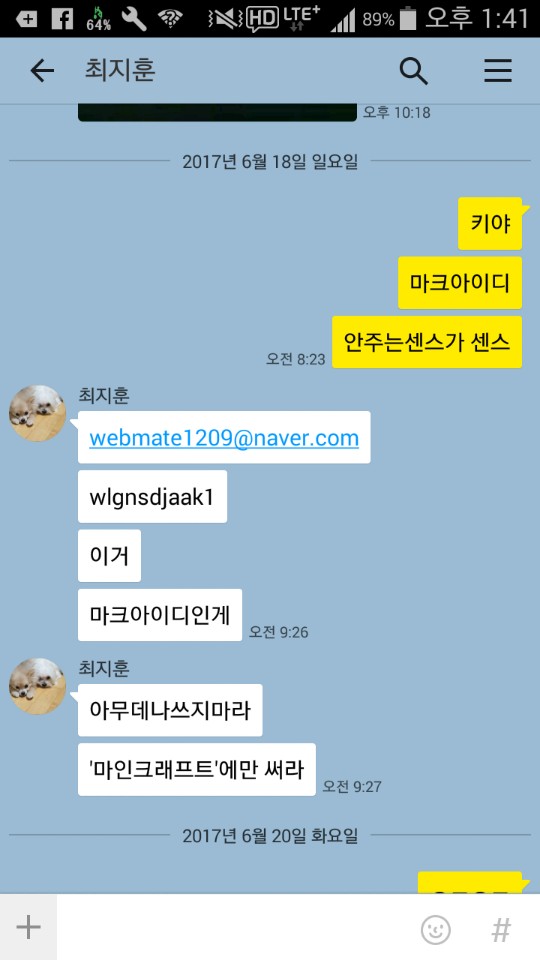 64%
HD
LTE+
89%
오후 1:41
최지훈
오후 10:18
2017년 6월 18일 일요일
키야
마크아이디
안주는센스가 센스
오전 8:23
최지훈
webmate1209@naver.com
wlgnsdjaak1
이거
마크아이디인게
오전 9:26
최지훈
아무데나쓰지마라
'마인크래프트'에만 써라
오전 9:27
2017년 6월 20일 화요일
#